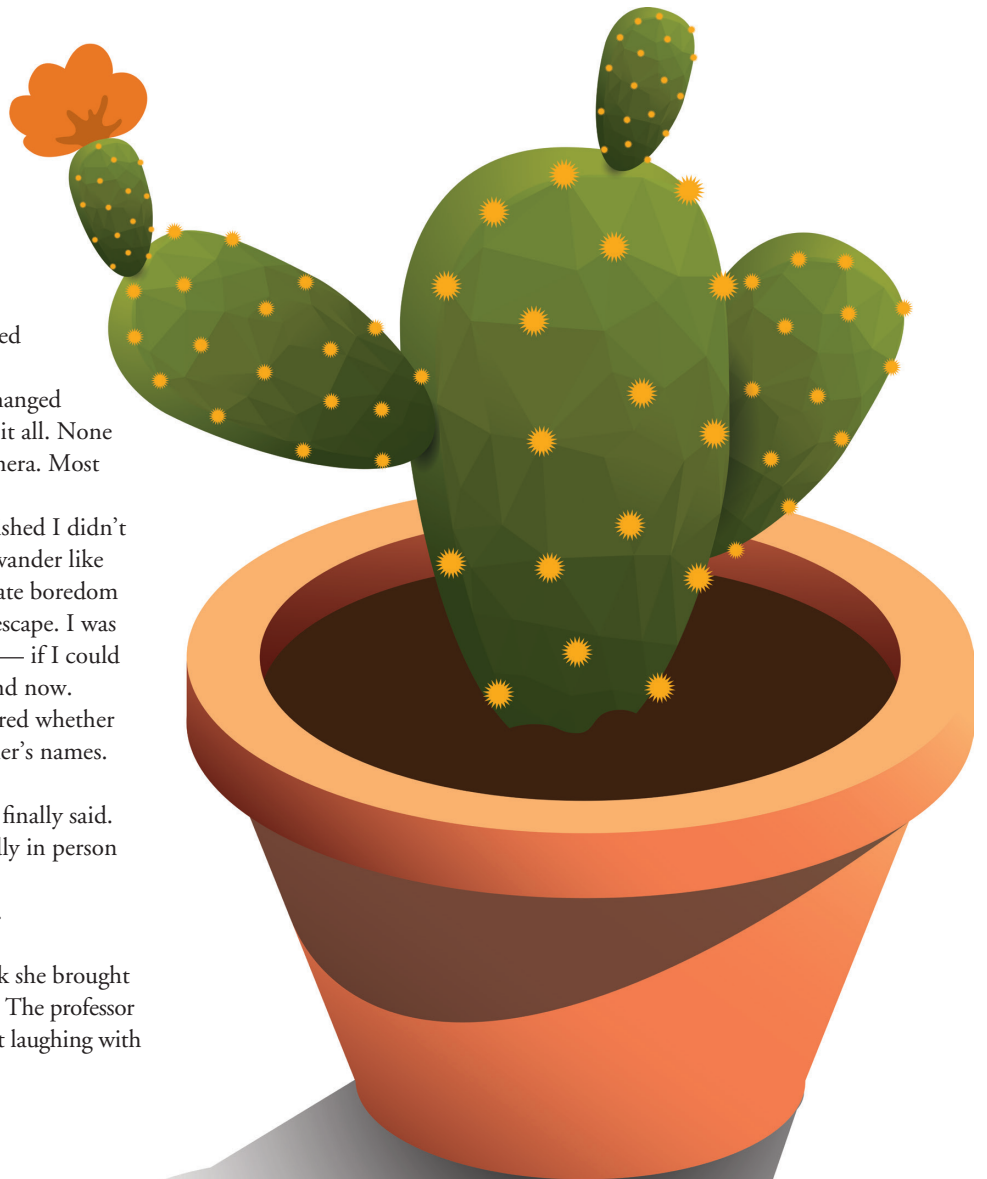 ed
hanged
it all. None
nera. Most
shed I didn’t
wander like
ate boredom
escape. I was
— if I could
nd now.
red whether
er’s names.
finally said.
lly in person
.
k she brought
The professor
t laughing with